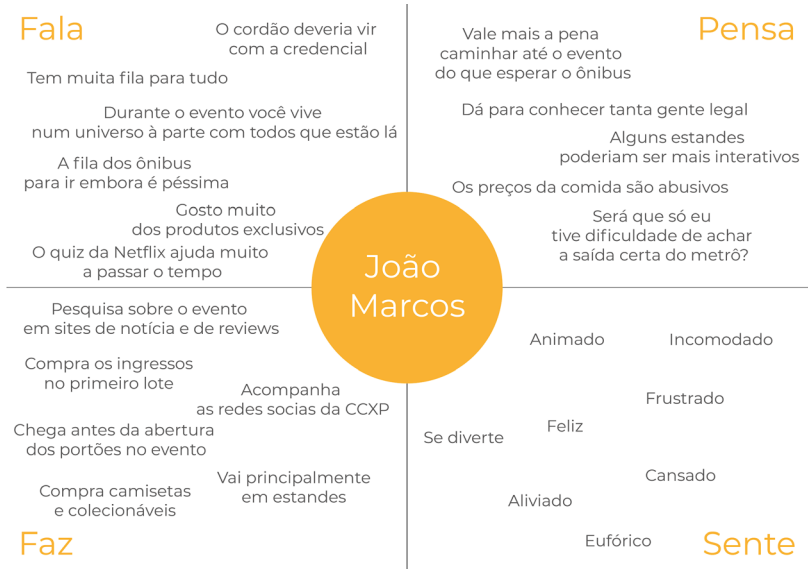 Fala
O cordão deveria vir
com a credencial
Tem muita fila para tudo
Durante o evento você vive
num universo à parte com todos que estão lá
A fila dos ônibus
para ir embora é péssima
Gosto muito
dos produtos exclusivos
O quiz da Netflix ajuda muito
a passar o tempo
Pensa
Vale mais a pena
caminhar até o evento
do que esperar o ônibus
Dá para conhecer tanta gente legal
Alguns estandes
poderiam ser mais interativos
Os preços da comida são abusivos
Será que só eu
tive dificuldade de achar
a saída certa do metrô?
João
Marcos
Pesquisa sobre o evento
em sites de notícia e de reviews
Compra os ingressos
no primeiro lote
Acompanha
as redes socias da CCXP
Chega antes da abertura
dos portões no evento
Vai principalmente
em estandes
Compra camisetas
e colecionáveis
Faz
Animado
Incomodado
Frustrado
Feliz
Se diverte
Cansado
Aliviado
Eufórico
Sente